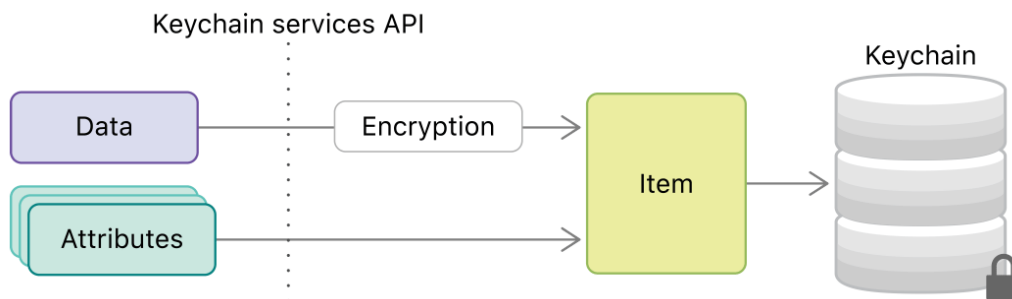 Keychain services API
Keychain
Data
Encryption
Item
Attributes